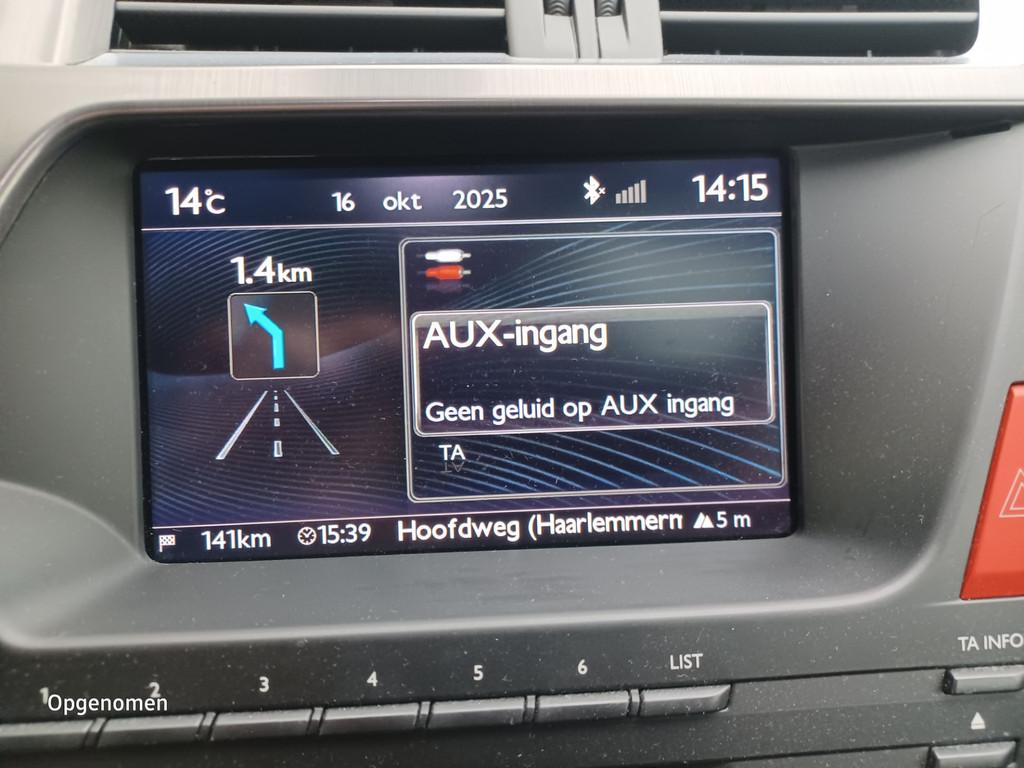 14°C 16 okt 2025 14:15
1.4km
AUX-ingang
Geen geluid op AUX ingang
TA
141km 15:39 Hoofdweg (Haarlemmerm 5 m
1 2 3 4 5 6 LIST
TA INFO
Opgenomen